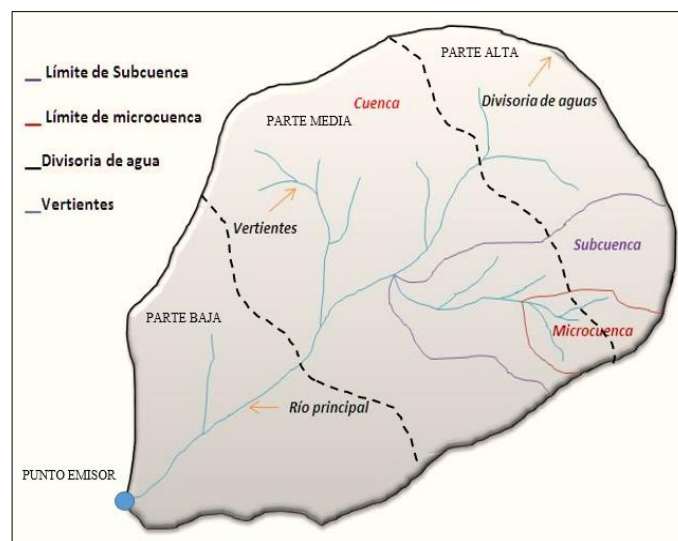 Límite de Subcuenca
Límite de microcuenca
Divisoria de agua
Vertientes
PARTE ALTA
Divisoria de aguas
Cuenca
PARTE MEDIA
Vertientes
Subcuenca
PARTE BAJA
Microcuenca
Río principal
PUNTO EMISOR